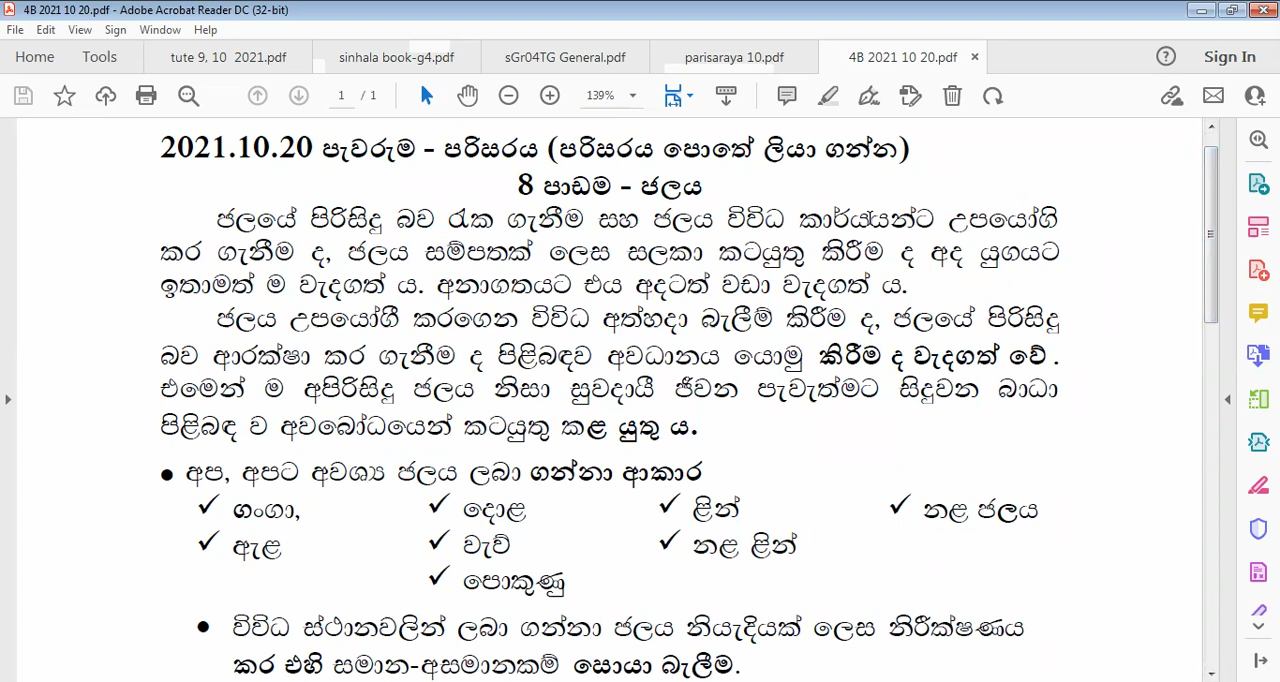 4B 2021 10 20.pdf - Adobe Acrobat Reader DC (32-bit)
File Edit View Sign Window Help
Home Tools tute 9, 10 2021.pdf sinhala book-g4.pdf sGr04TG General.pdf parisaraya 10.pdf 4B 2021 10 20.pdf × Sign In
1 / 1 139%
2021.10.20 පැවරුම - පරිසරය (පරිසරය පොතේ ලියා ගන්න)
8 පාඩම - ජලය
ජලයේ පිරිසිදු බව රැක ගැනීම සහ ජලය විවිධ කාර්යයන්ට උපයෝගි
කර ගැනීම ද, ජලය සම්පතක් ලෙස සලකා කටයුතු කිරීම ද අද යුගයට
ඉතාමත් ම වැදගත් ය. අනාගතයට එය අදටත් වඩා වැදගත් ය.
ජලය උපයෝගී කරගෙන විවිධ අත්හදා බැලීම් කිරීම ද, ජලයේ පිරිසිදු
බව ආරක්ෂා කර ගැනීම ද පිළිබඳව අවධානය යොමු කිරීම ද වැදගත් වේ .
එමෙන් ම අපිරිසිදු ජලය නිසා සුවදායී ජීවන පැවැත්මට සිදුවන බාධා
පිළිබඳ ව අවබෝධයෙන් කටයුතු කළ යුතු ය.
● අප, අපට අවශ්‍ය ජලය ලබා ගන්නා ආකාර
✓ ගංගා, ✓ දොළ ✓ ළින් ✓ නළ ජලය
✓ ඇළ ✓ වැව් ✓ නළ ළින්
✓ පොකුණු
● විවිධ ස්ථානවලින් ලබා ගන්නා ජලය නියැදියක් ලෙස නිරීක්ෂණය
කර එහි සමාන-අසමානකම් සොයා බැලීම.